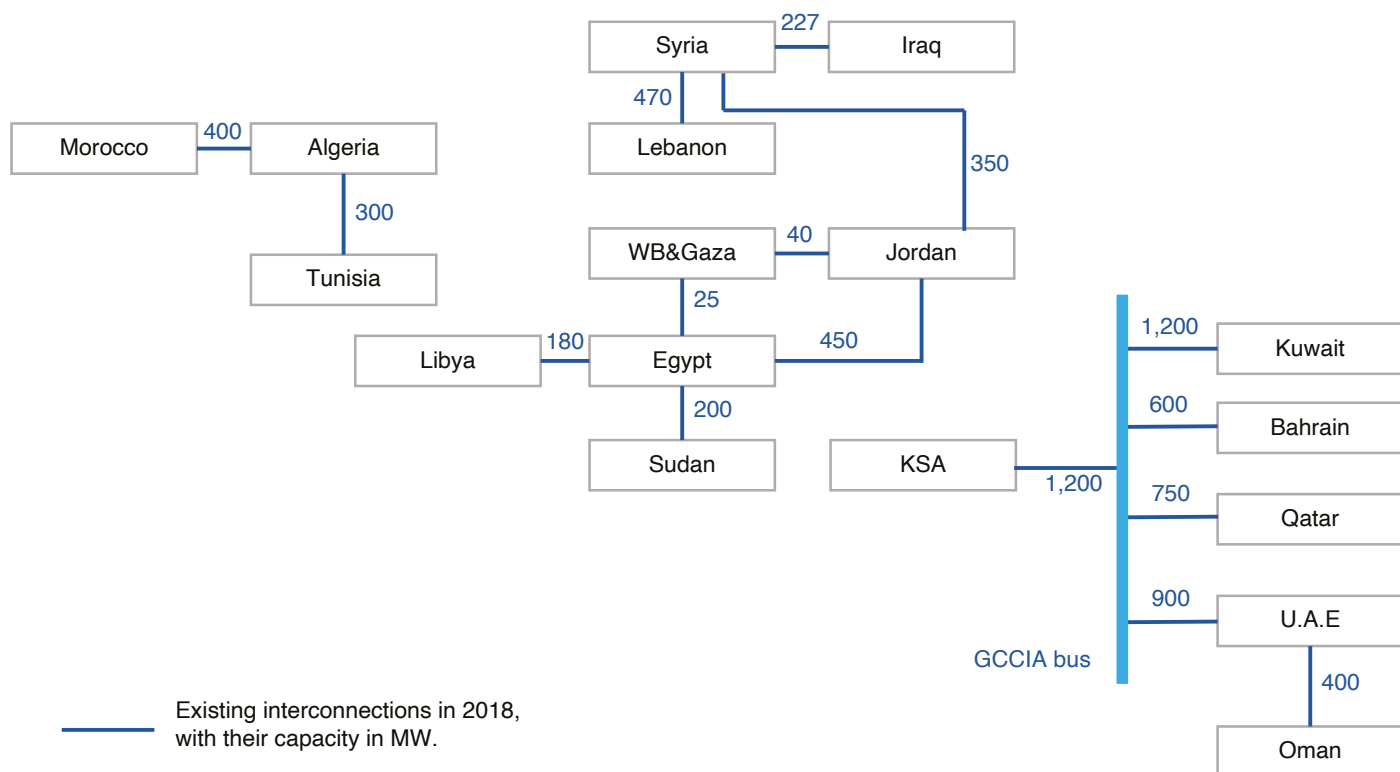 227
Syria
Iraq
470
400
Morocco
Algeria
Lebanon
350
300
40
WB&Gaza
Jordan
Tunisia
25
1,200
180
450
Libya
Egypt
Kuwait
200
600
Bahrain
Sudan
KSA
1,200
750
Qatar
900
U.A.E
GCCIA bus
400
Existing interconnections in 2018,
with their capacity in MW.
Oman